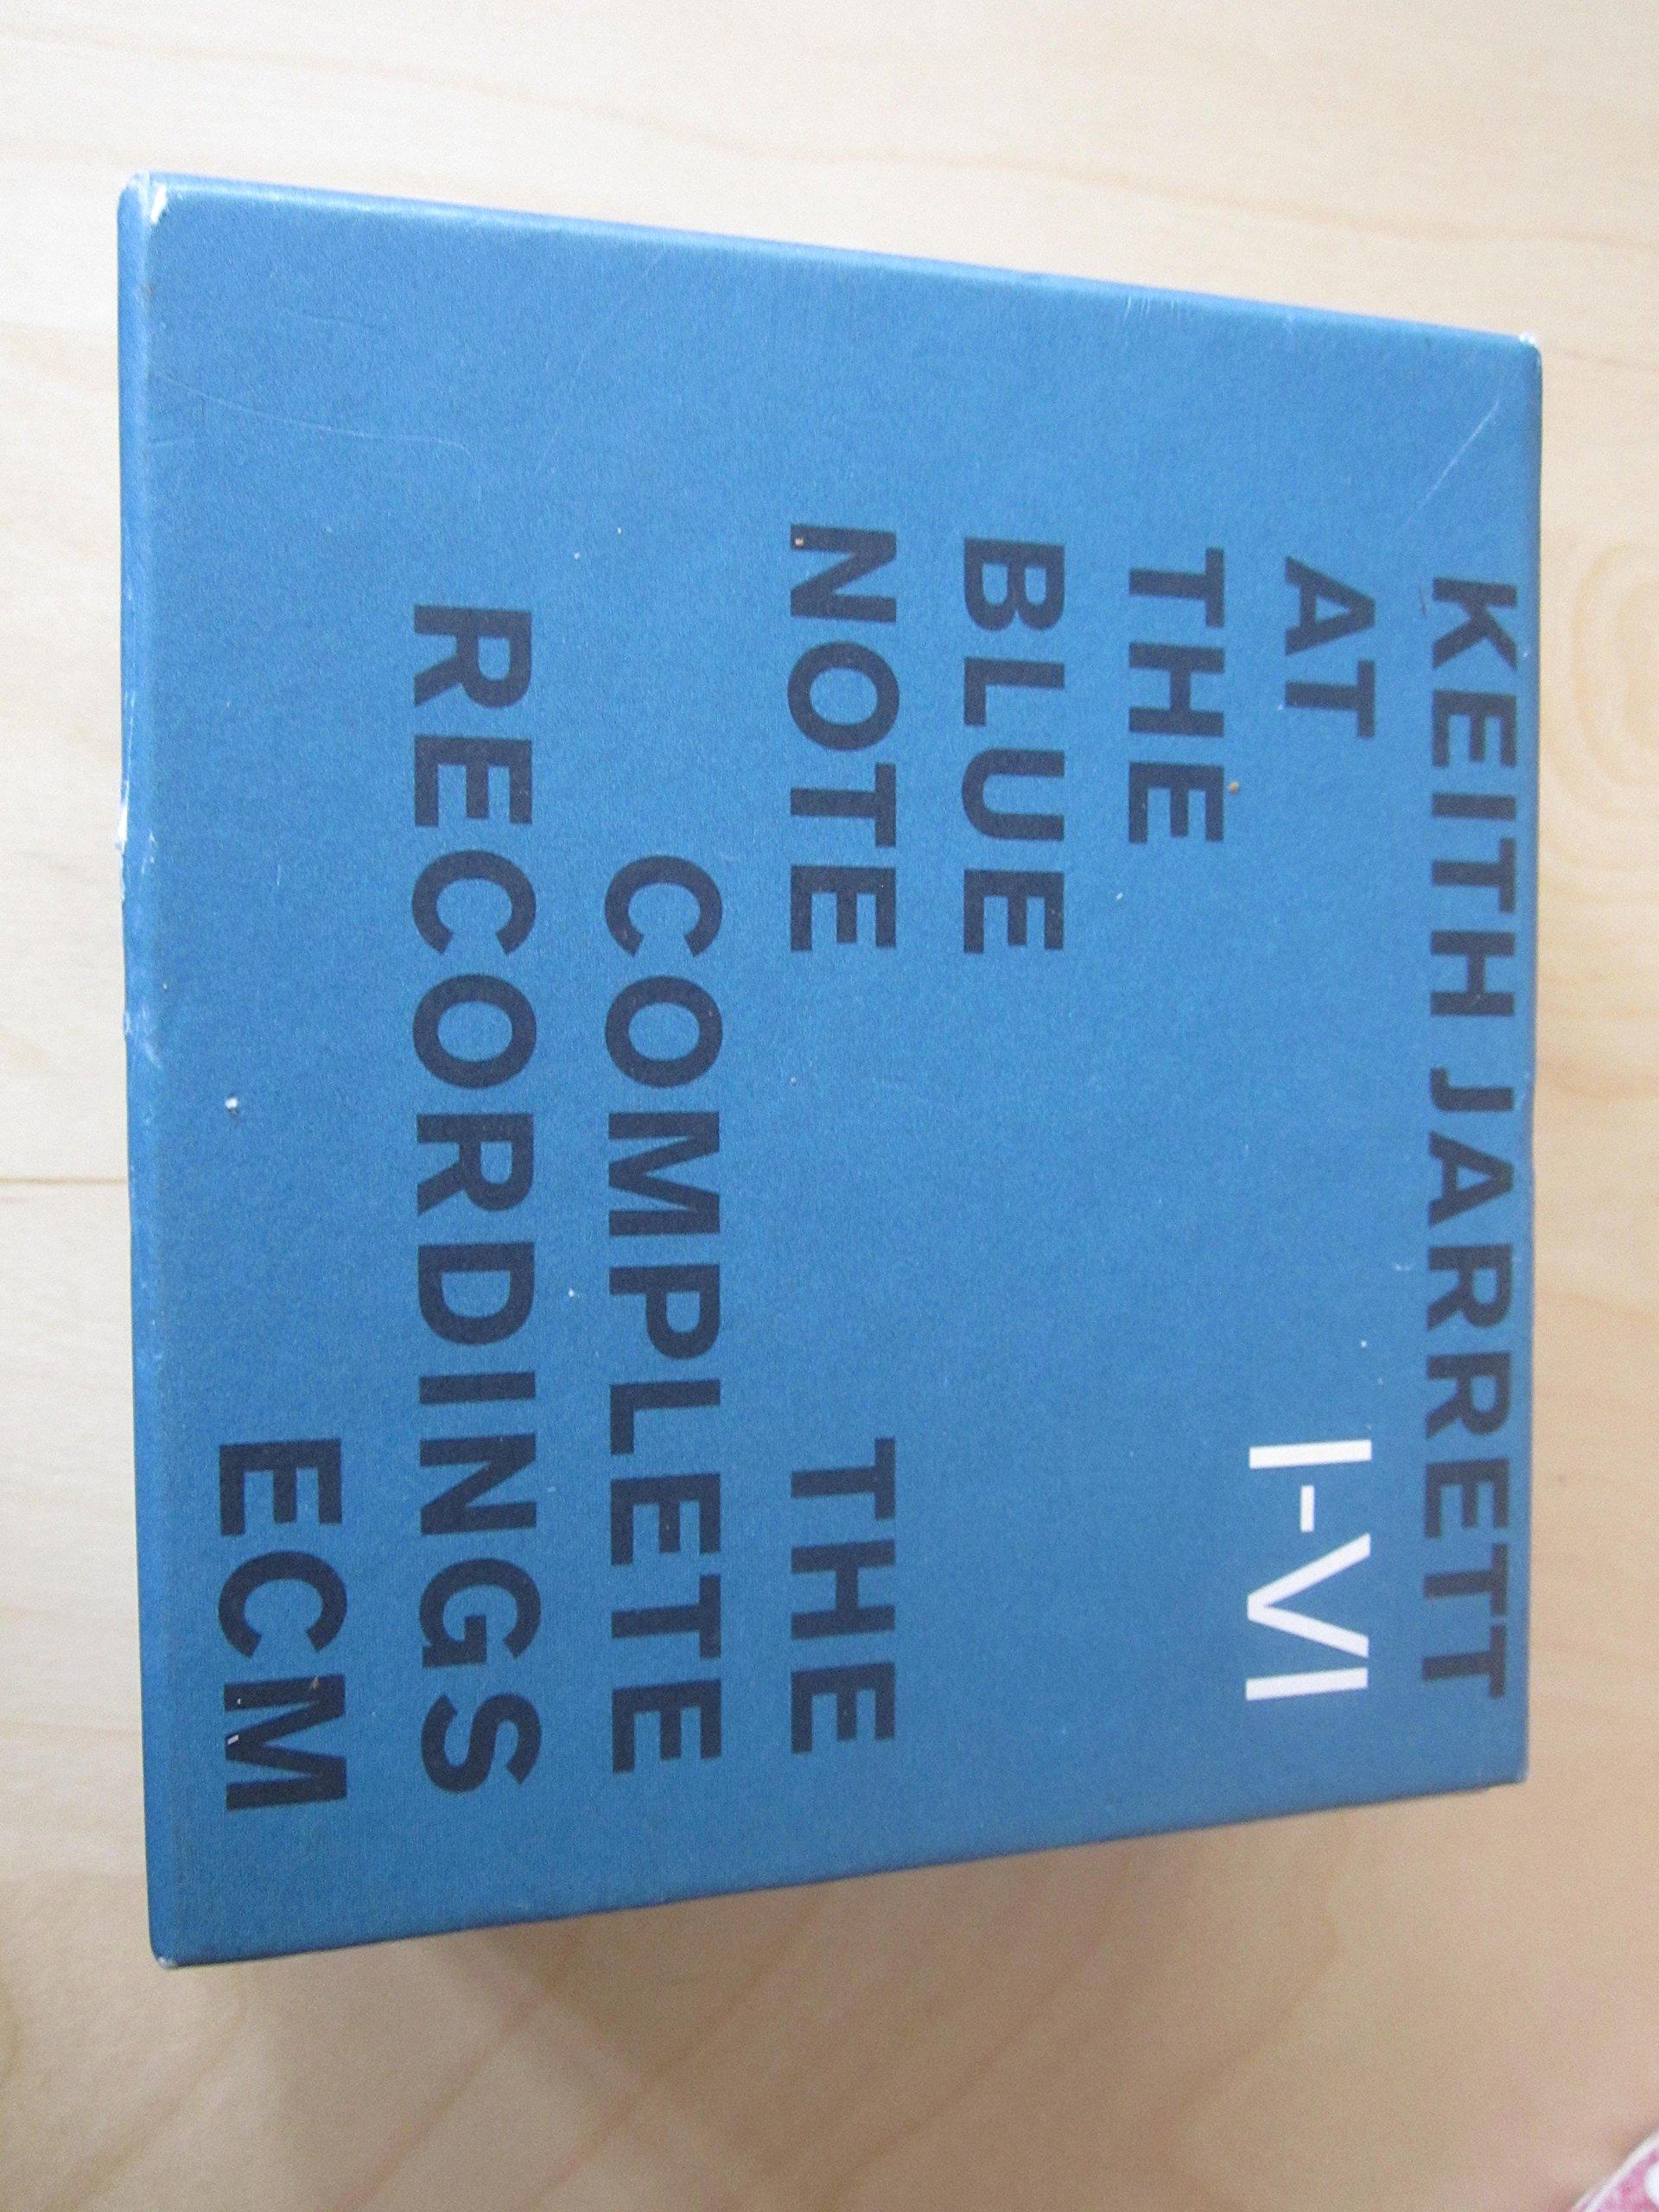 KEITH JARRETT
AT
I-VI
THE
BLUE
NOTE THE
COMPLETE
RECORDINGS
ECM